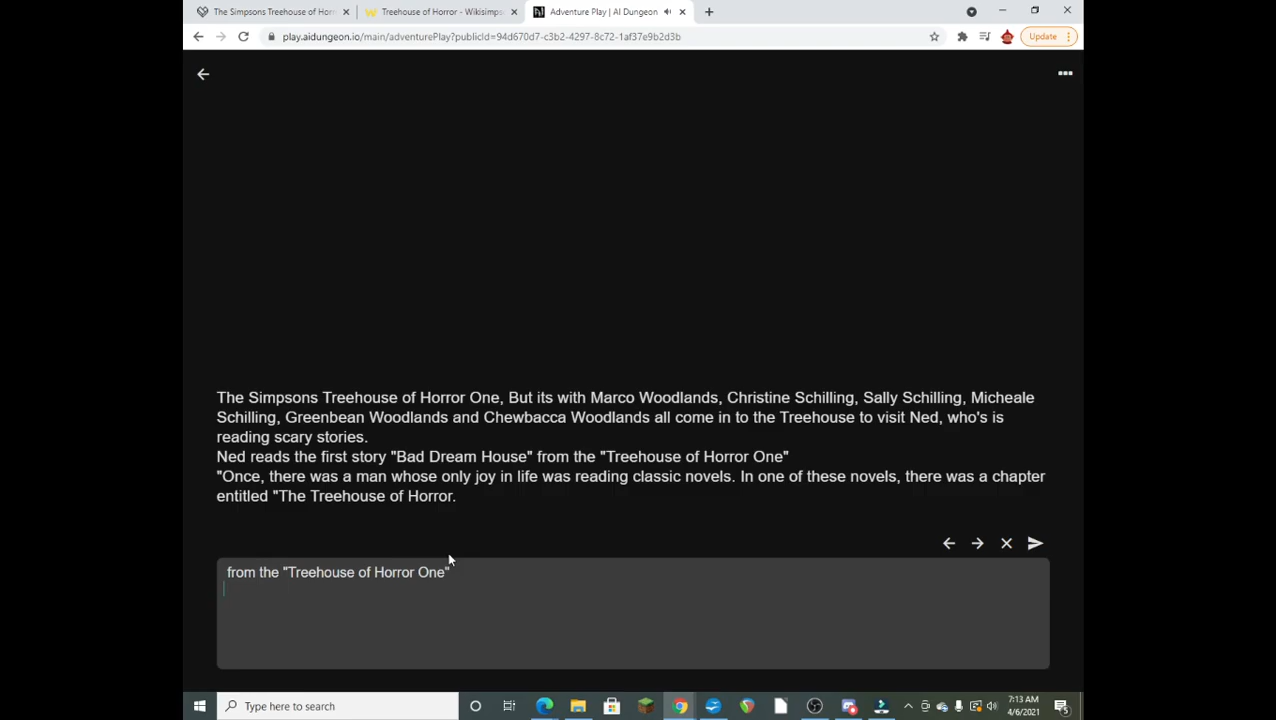 The Simpsons Treehouse of Horr
Treehouse of Horror - Wikisimps
Adventure Play | AI Dungeon
play.aidungeon.io/main/adventurePlay?publicId=94d670d7-c3b2-4297-8c72-1af37e9b2d3b
Update
The Simpsons Treehouse of Horror One, But its with Marco Woodlands, Christine Schilling, Sally Schilling, Micheale
Schilling, Greenbean Woodlands and Chewbacca Woodlands all come in to the Treehouse to visit Ned, who's is
reading scary stories.
Ned reads the first story "Bad Dream House" from the "Treehouse of Horror One"
"Once, there was a man whose only joy in life was reading classic novels. In one of these novels, there was a chapter
entitled "The Treehouse of Horror.
from the "Treehouse of Horror One"
Type here to search
7:13 AM
4/6/2021
5